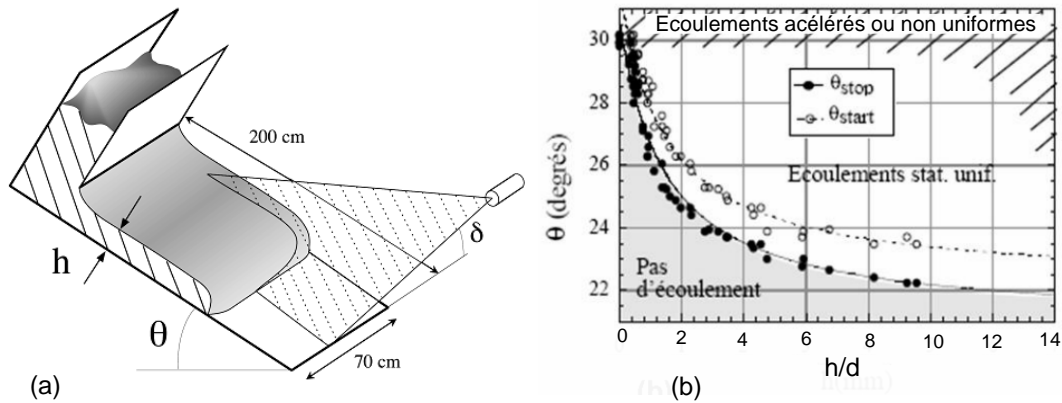 200 cm
h
δ
θ
70 cm
(a)
Ecoulements acélérés ou non uniformes
30
28
26
24
22
θ (degrés)
θstop
θstart
Ecoulements stat. unif.
Pas
d'écoulement
0 2 4 6 8 10 12 14
h/d
(b)
h(mm)